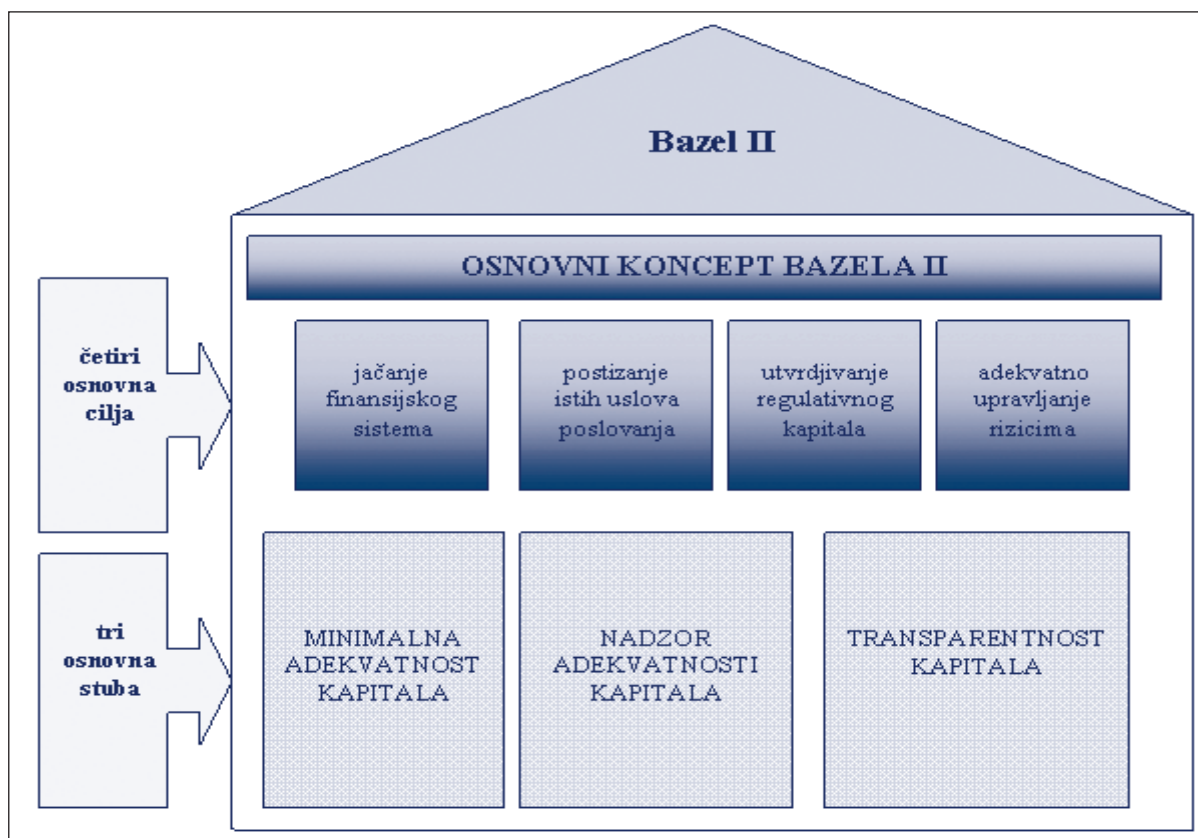 Bazel II
OSNOVNI KONCEPT BAZELA II
četiri
osnovna
cilja
jačanje
finansijskog
sistema
postizanje
istih uslova
poslovanja
utvrdjivanje
regulativnog
kapitala
adekvatno
upravljanje
rizicima
tri
osnovna
stuba
MINIMALNA
ADEKVATNOST
KAPITALA
NADZOR
ADEKVATNOSTI
KAPITALA
TRANSPARENTNOST
KAPITALA